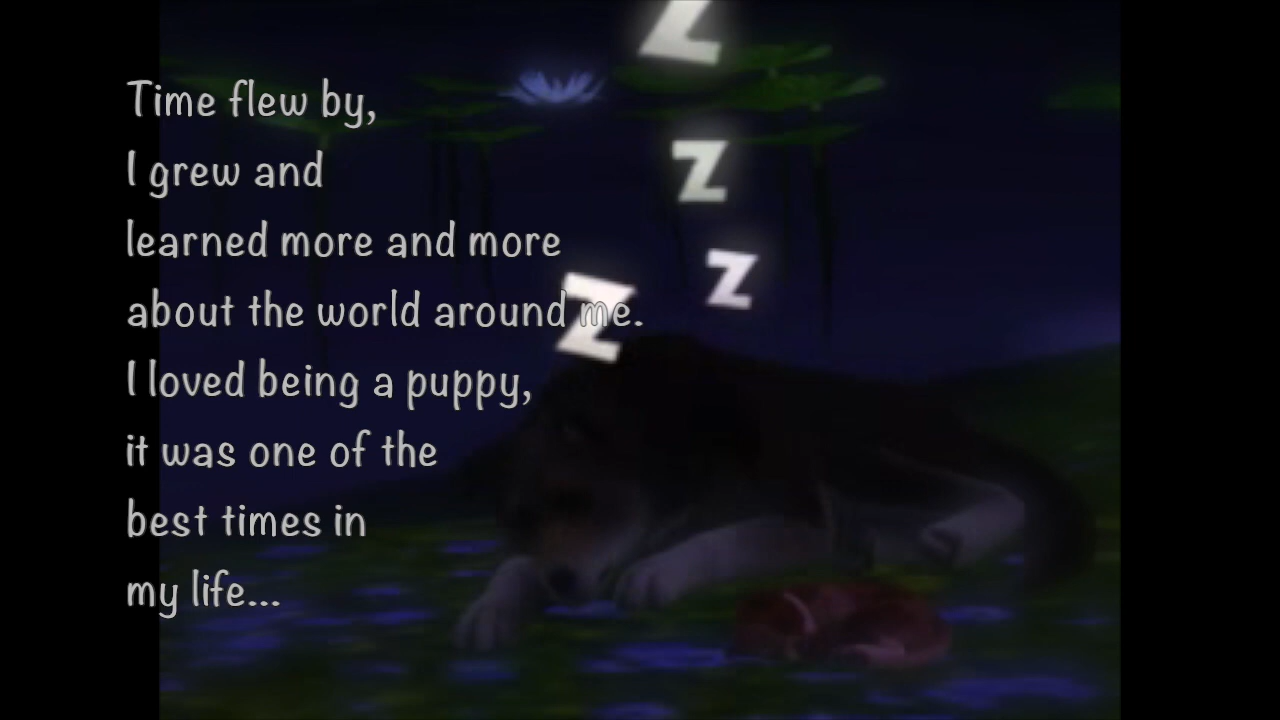 Z
Z
Z
Z
Time flew by,
I grew and
learned more and more
about the world around me.
I loved being a puppy,
it was one of the
best times in
my life...